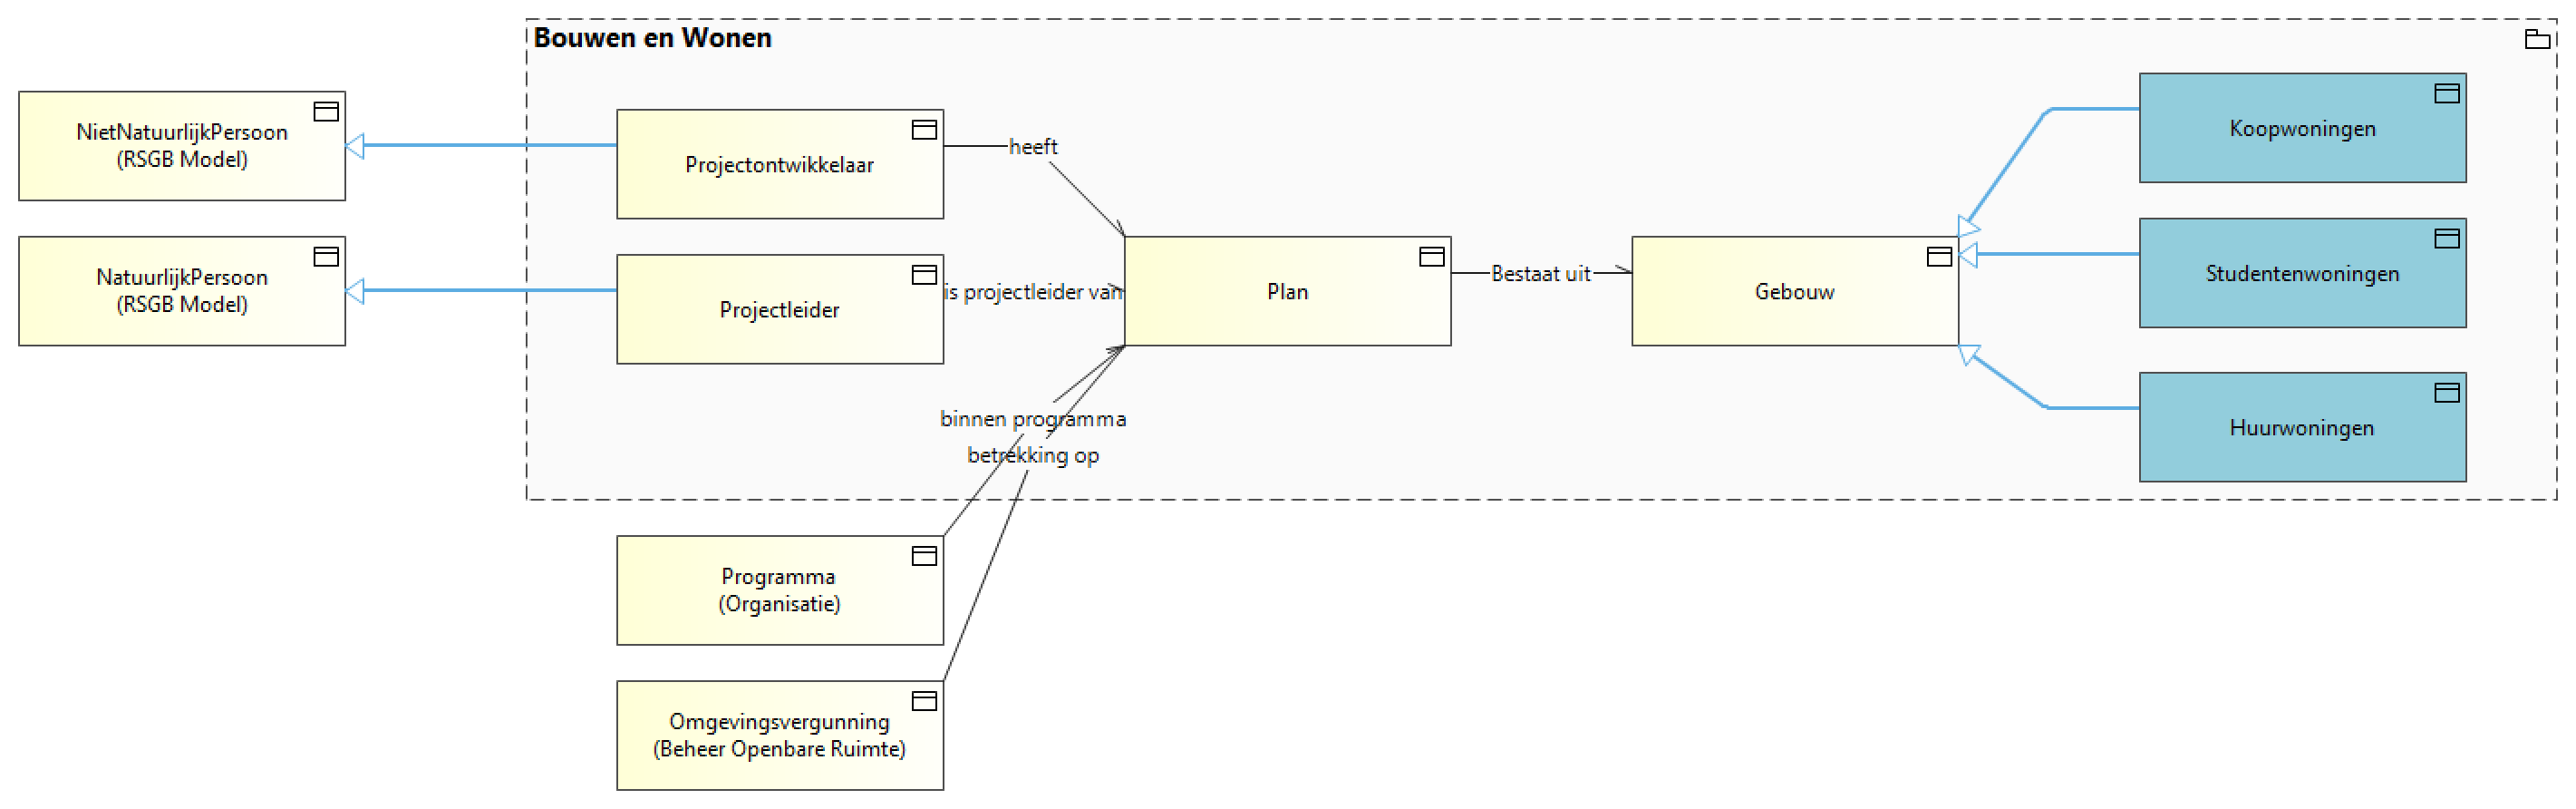 Bouwen en Wonen
NietNatuurlijkPersoon
(RSGB Model)
NatuurlijkPersoon
(RSGB Model)
Projectontwikkelaar
heeft
Projectleider
is projectleider van
Plan
Bestaat uit
Gebouw
Koopwoningen
Studentenwoningen
Huurwoningen
binnen programma
betrekking op
Programma
(Organisatie)
Omgevingsvergunning
(Beheer Openbare Ruimte)